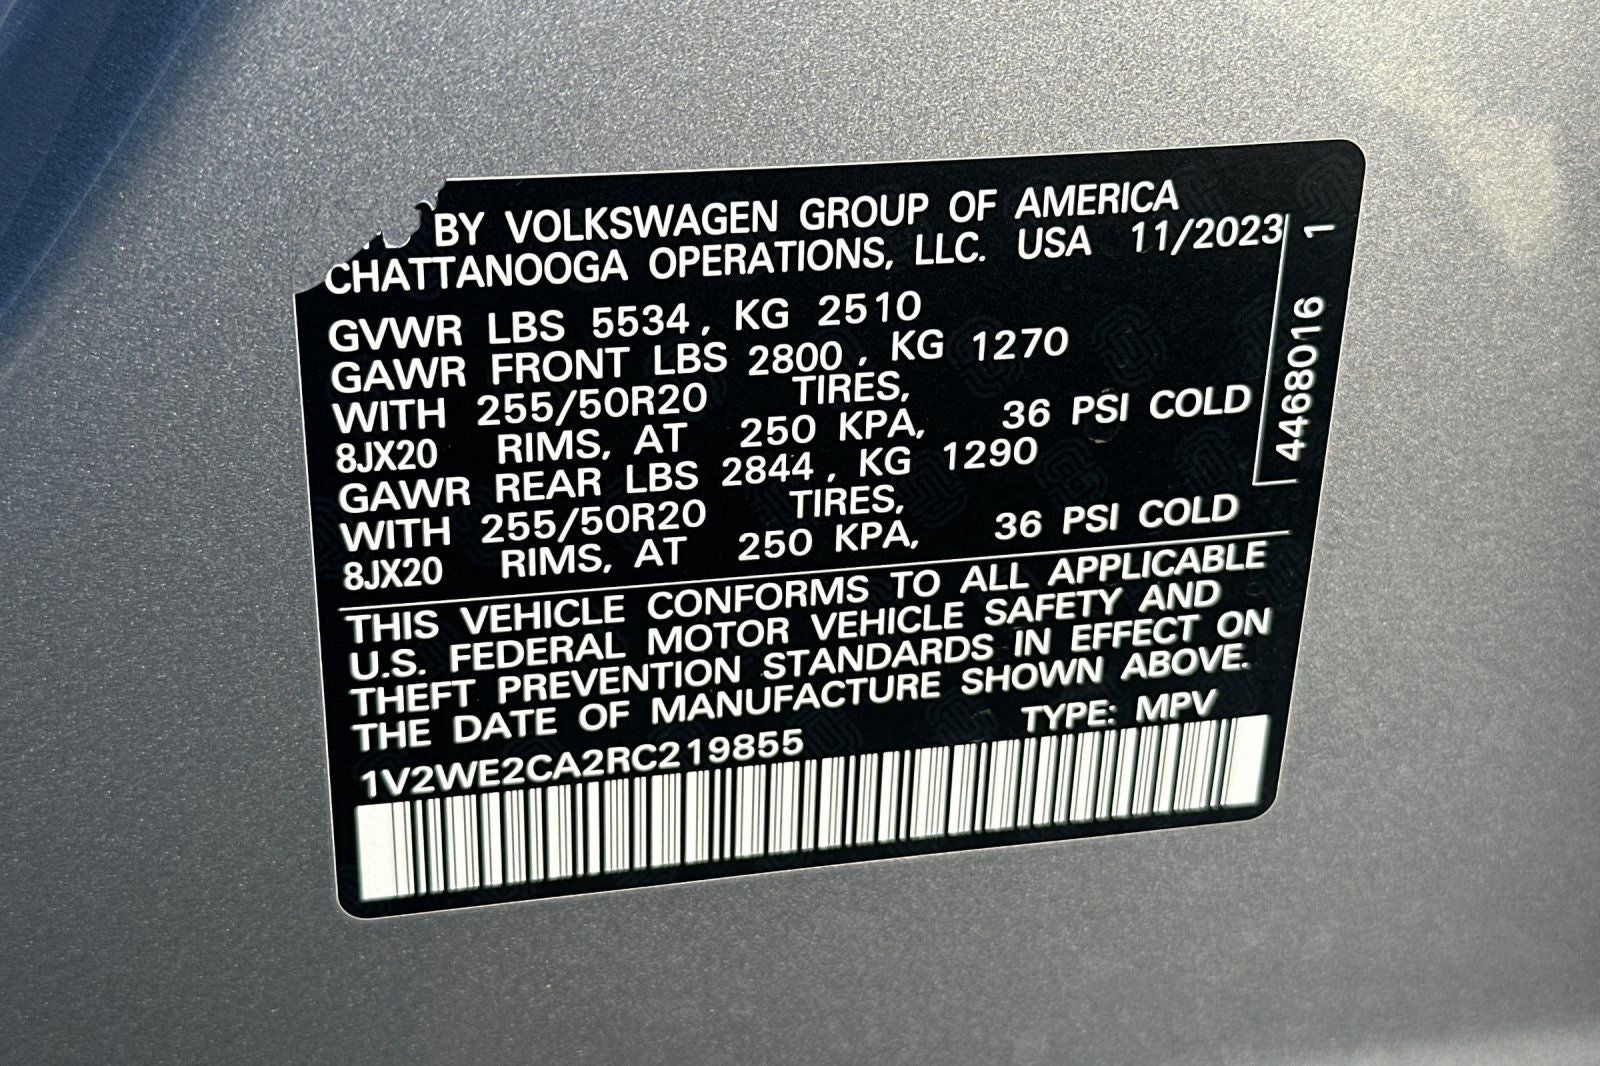 BY VOLKSWAGEN GROUP OF AMERICA
CHATTANOOGA OPERATIONS, LLC. USA 11/2023
GVWR LBS 5534, KG 2510
GAWR FRONT LBS 2800, KG 1270
WITH 255/50R20 TIRES,
8JX20 RIMS, AT 250 KPA, 36 PSI COLD
GAWR REAR LBS 2844, KG 1290
WITH 255/50R20 TIRES,
8JX20 RIMS, AT 250 KPA, 36 PSI COLD
THIS VEHICLE CONFORMS TO ALL APPLICABLE
U.S. FEDERAL MOTOR VEHICLE SAFETY AND
THEFT PREVENTION STANDARDS IN EFFECT ON
THE DATE OF MANUFACTURE SHOWN ABOVE.
1V2WE2CA2RC219855 TYPE: MPV
4468016 1